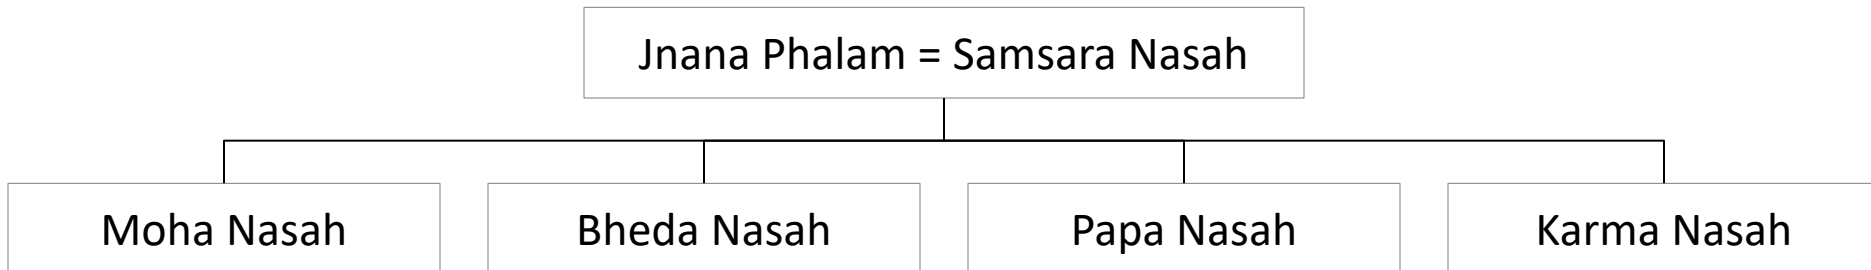 Jnana Phalam = Samsara Nasah
Moha Nasah
Bheda Nasah
Papa Nasah
Karma Nasah